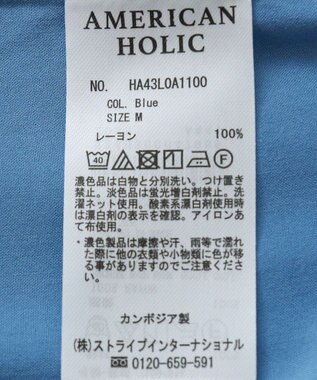 AMERICAN
HOLIC
NO. HA43L0A1100
COL. Blue
SIZE M
レーヨン 100%
40 F
濃色品は白物と分別洗い。つけ置き
禁止。淡色は蛍光増白剤禁止。洗
濯ネット使用。酸素系漂白剤使用時
は漂白剤の表示を確認。アイロンあ
て布使用。
・濃色製品は摩擦や汗、雨等で濡れ
た際に他の衣類や小物類に色が移
る事がありますのでご注意くださ
い。
カンボジア製
(株)ストライプインターナショナル
0120-659-591